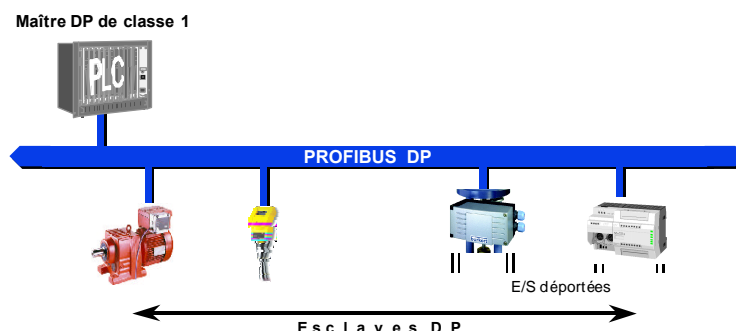 Maître DP de classe 1
PLC
PROFIBUS DP
E/S déportées
Esclaves DP